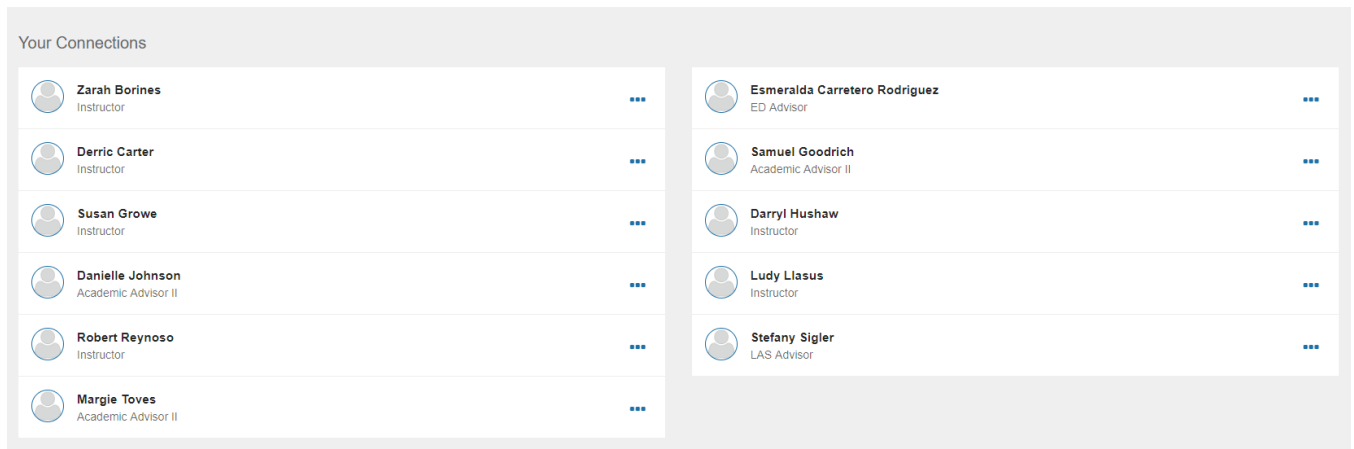 Your Connections
Zarah Borines
Instructor
Esmeralda Carretero Rodriguez
ED Advisor
Derric Carter
Instructor
Samuel Goodrich
Academic Advisor II
Susan Growe
Instructor
Darryl Hushaw
Instructor
Danielle Johnson
Academic Advisor II
Ludy Llasus
Instructor
Robert Reynoso
Instructor
Stefany Sigler
LAS Advisor
Margie Toves
Academic Advisor II